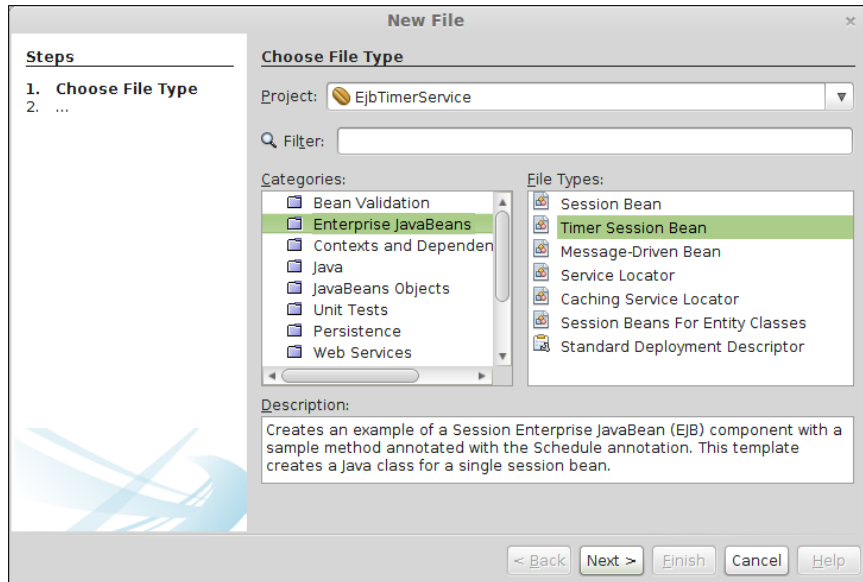 New File
Steps
1. Choose File Type
2. ...
Choose File Type
Project: EjbTimerService
Filter:
Categories:
Bean Validation
Enterprise JavaBeans
Contexts and Dependen
Java
JavaBeans Objects
Unit Tests
Persistence
Web Services
File Types:
Session Bean
Timer Session Bean
Message-Driven Bean
Service Locator
Caching Service Locator
Session Beans For Entity Classes
Standard Deployment Descriptor
Description:
Creates an example of a Session Enterprise JavaBean (EJB) component with a
sample method annotated with the Schedule annotation. This template
creates a Java class for a single session bean.
< Back Next > Finish Cancel Help